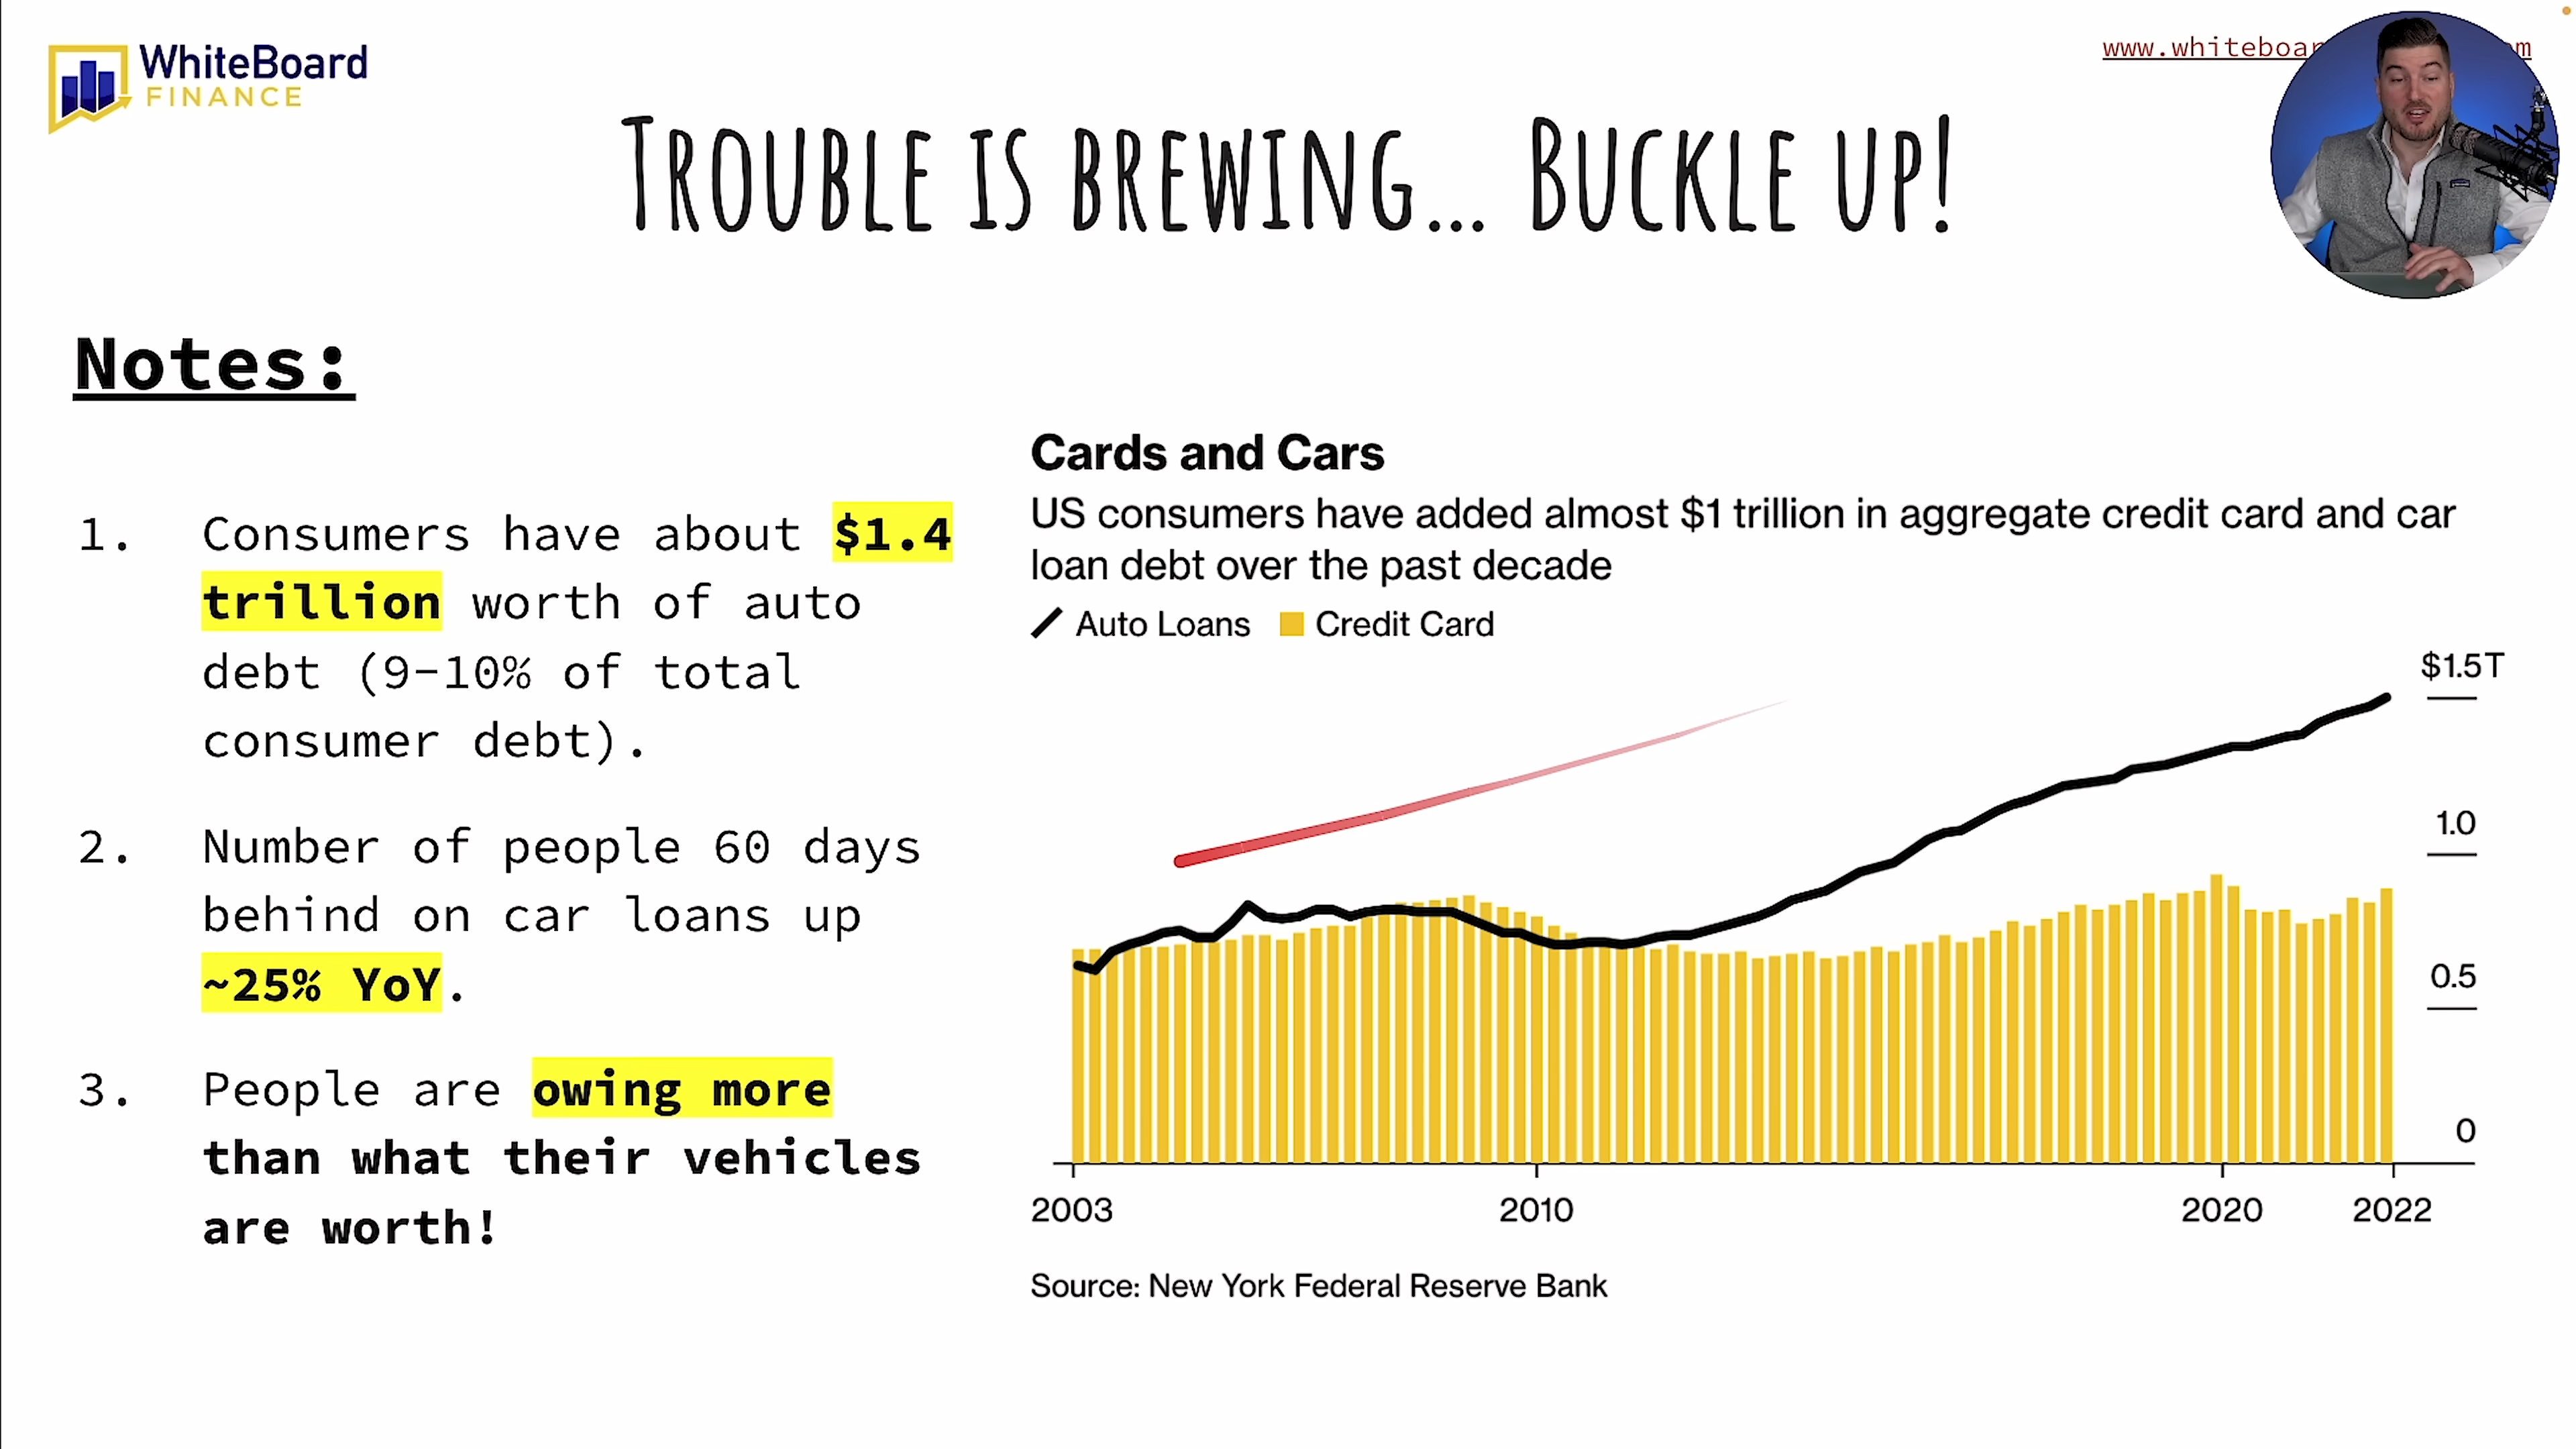 WhiteBoard
FINANCE
TROUBLE IS BREWING... BUCKLE UP!
Notes:
1. Consumers have about $1.4
trillion worth of auto
debt (9-10% of total
consumer debt).
2. Number of people 60 days
behind on car loans up
~25% YoY.
3. People are owing more
than what their vehicles
are worth!
Cards and Cars
US consumers have added almost $1 trillion in aggregate credit card and car
loan debt over the past decade
Auto Loans Credit Card
$1.5T
1.0
0.5
0
2003 2010 2020 2022
Source: New York Federal Reserve Bank